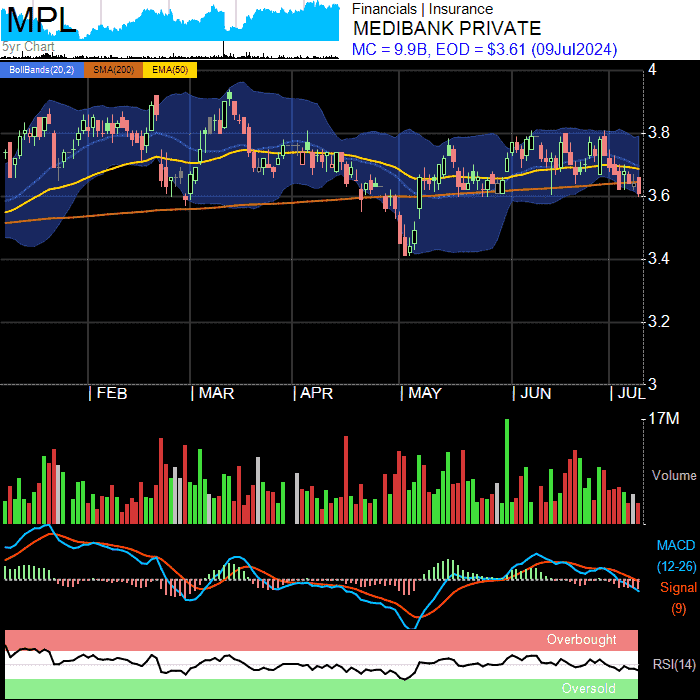 MPL
5yr Chart
Financials | Insurance
MEDIBANK PRIVATE
MC = 9.9B, EOD = $3.61 (09Jul2024)
BollBands(20,2) SMA(200) EMA(50)
4
3.8
3.6
3.4
3.2
3
| FEB | MAR | APR | MAY | JUN | JUL
17M
Volume
MACD
(12-26)
Signal
(9)
Overbought
RSI(14)
Oversold